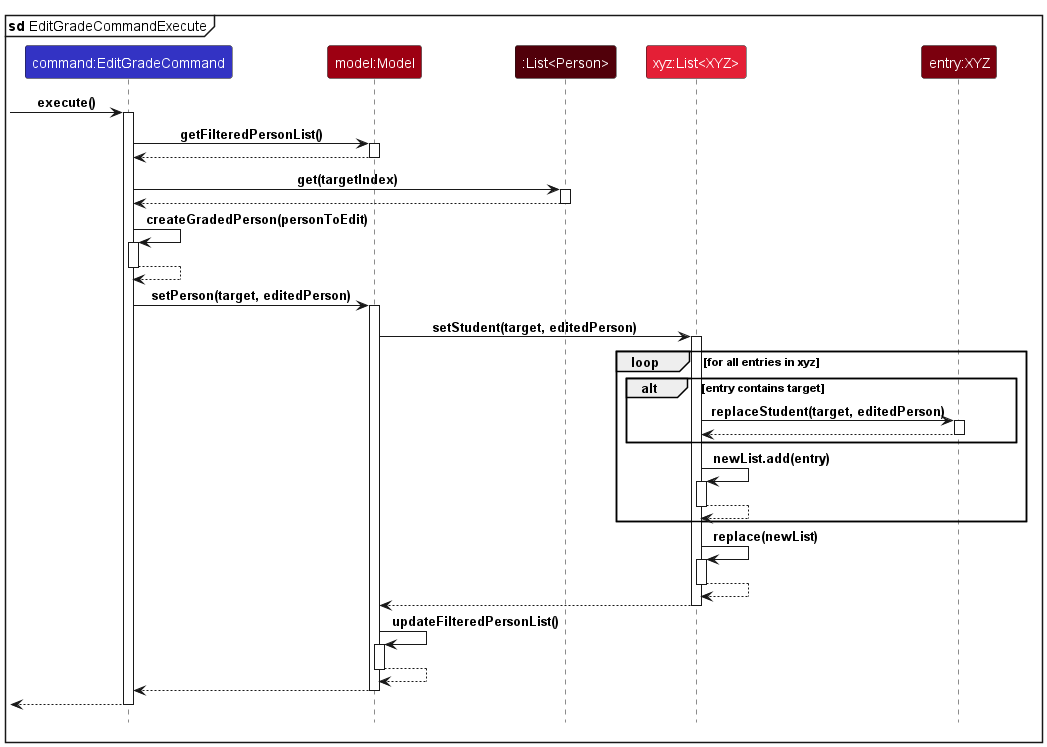 sd EditGradeCommandExecute
command:EditGradeCommand
model:Model
:List<Person>
xyz:List<XYZ>
entry:XYZ
execute()
getFilteredPersonList()
get(targetIndex)
createGradedPerson(personToEdit)
setPerson(target, editedPerson)
setStudent(target, editedPerson)
loop [for all entries in xyz]
alt [entry contains target]
replaceStudent(target, editedPerson)
newList.add(entry)
replace(newList)
updateFilteredPersonList()